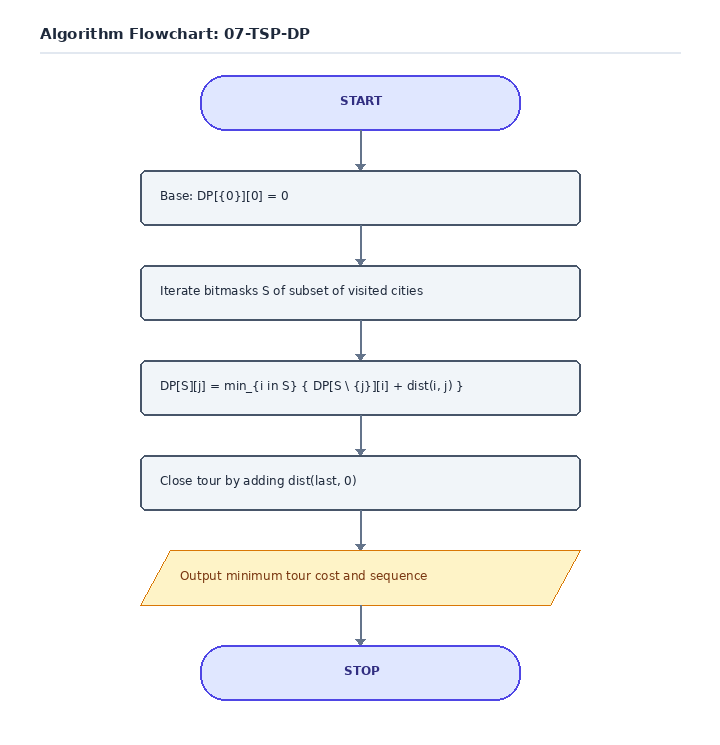 Algorithm Flowchart: 07-TSP-DP
START
Base: DP[{0}][0] = 0
Iterate bitmasks S of subset of visited cities
DP[S][j] = min_{i in S} { DP[S \ {j}][i] + dist(i, j) }
Close tour by adding dist(last, 0)
Output minimum tour cost and sequence
STOP